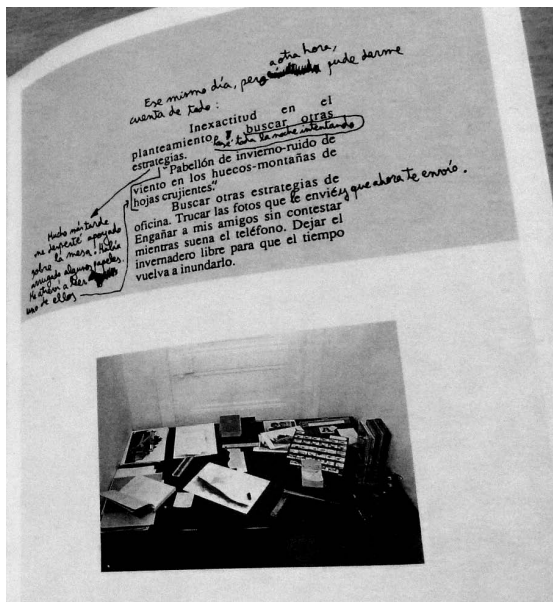 a otra hora,
Ese mismo día, pero pude darme
cuenta de todo:
Inexactitud en el
planteamiento y buscar otras
Pasé toda la noche intentando
estrategias.
"Pabellón de invierno-ruido de
viento en los huecos-montañas de
hojas crujientes".
Buscar otras estrategias de
oficina. Trucar las fotos que te envié y que ahora te envío.
Engañar a mis amigos sin contestar
mientras suena el teléfono. Dejar el
invernadero libre para que el tiempo
vuelva a inundarlo.
Mucho más tarde
me desperté apoyado
sobre la mesa. Había
arrugado algunos papeles.
Me atreví a leer
uno de ellos